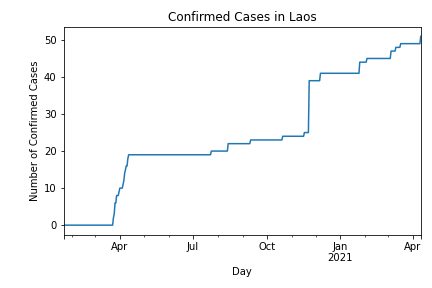 Confirmed Cases in Laos
Number of Confirmed Cases
50
40
30
20
10
0
Apr
Jul
Oct
Jan
2021
Apr
Day